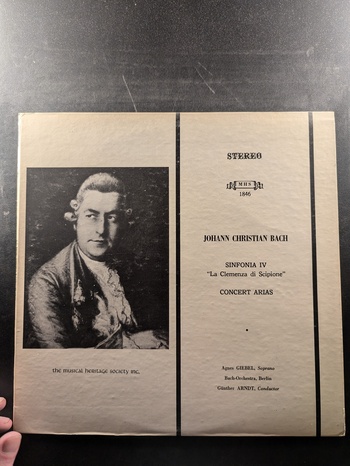 STEREO
MHS
1846
JOHANN CHRISTIAN BACH
SINFONIA IV
"La Clemenza di Scipione"
CONCERT ARIAS
the musical heritage society inc.
Agnes GIEBEL, Soprano
Bach-Orchestra, Berlin
Günther ARNDT, Conductor